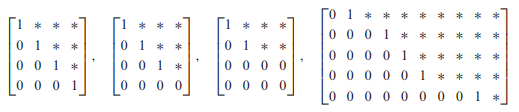 1 * * *
0 1 * *
0 0 1 *
0 0 0 1 ,
1 * * *
0 1 * *
0 0 1 *
0 0 0 0 ,
1 * * *
0 1 * *
0 0 0 0
0 0 0 0 ,
0 1 * * * * * * * *
0 0 0 1 * * * * * *
0 0 0 0 1 * * * * *
0 0 0 0 0 1 * * * *
0 0 0 0 0 0 0 0 1 *